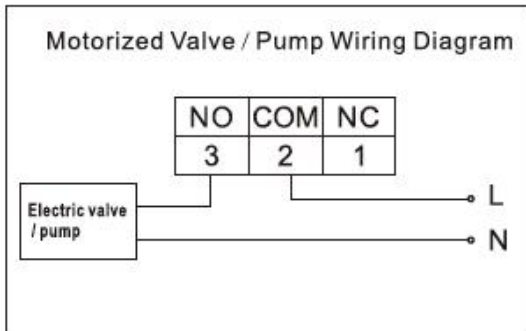 Motorized Valve / Pump Wiring Diagram
NO COM NC
3 2 1
Electric valve
/ pump
L
N